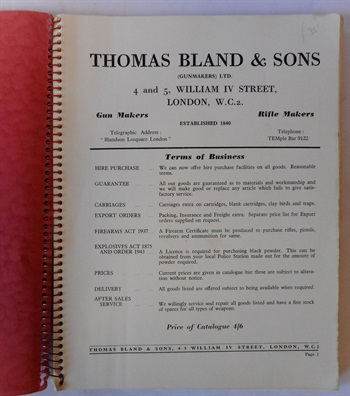 THOMAS BLAND & SONS
(GUNMAKERS) LTD.
4 and 5, WILLIAM IV STREET,
LONDON, W.C.2.
Gun Makers
Rifle Makers
ESTABLISHED 1840
Telegraphic Address :
" Blandom Lesquare London "
Telephone :
TEMple Bar 9122
Terms of Business
HIRE PURCHASE ... We can now offer hire purchase facilities on all goods. Reasonable
terms.
GUARANTEE ... All our goods are guaranteed as to materials and workmanship and
we will make good or replace any article which fails to give satis-
factory service.
CARRIAGES ... Carriages extra on cartridges, blank cartridges, clay birds and traps.
EXPORT ORDERS ... Packing, Insurance and Freight extra. Separate price list for Export
orders supplied on request.
FIREARMS ACT 1937 ... A Firearm Certificate must be produced to purchase rifles, pistols,
revolvers and ammunition for same.
EXPLOSIVES ACT 1875
AND ORDER 1943 ... A Licence is required for purchasing black powder. This can be
obtained from your local Police Station made out for the amount of
powder required.
PRICES ... Current prices are given in catalogue but these are subject to altera-
tion without notice.
DELIVERY ... All goods listed are offered subject to being available when required.
AFTER SALES
SERVICE ... We willingly service and repair all goods listed and have a fine stock
of spares for all types of weapons.
Price of Catalogue 4/6
THOMAS BLAND & SONS, 4-5 WILLIAM IV STREET, LONDON, W.C.2
Page 1